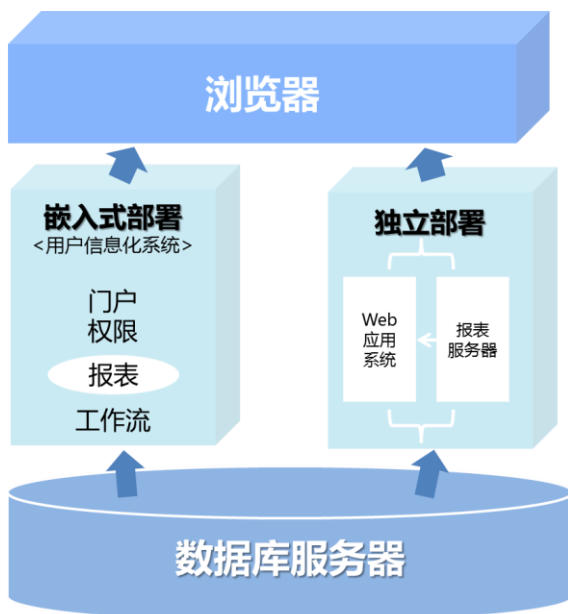 浏览器
嵌入式部署
<用户信息化系统>
门户
权限
报表
工作流
独立部署
Web
应用
系统
报表
服务器
数据库服务器